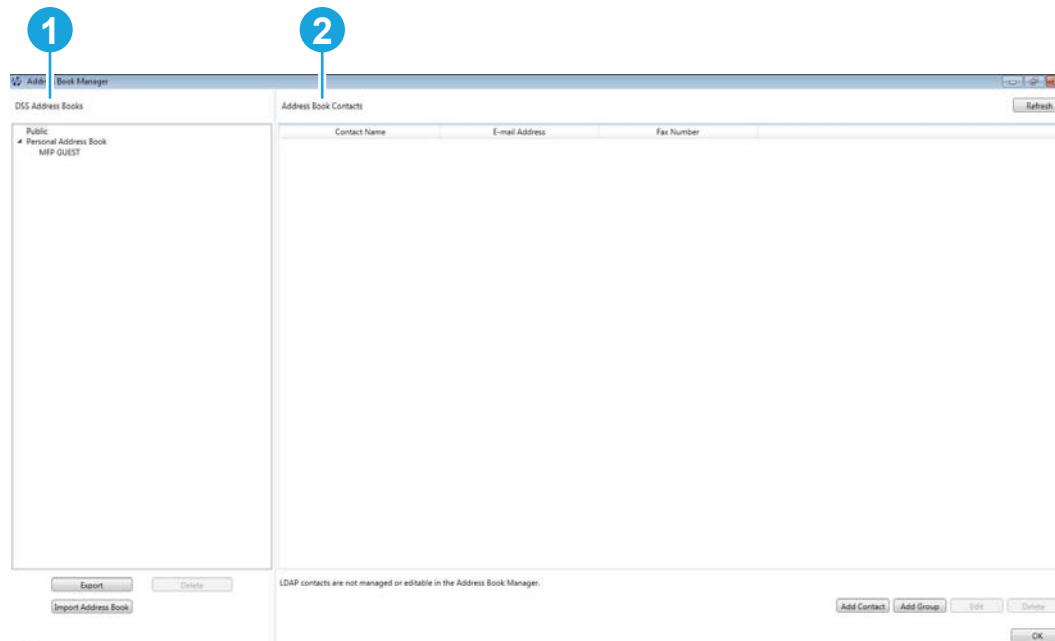 1
2
Address Book Manager
DSS Address Books
Address Book Contacts
Refresh
Public
Personal Address Book
MFP GUEST
Contact Name E-mail Address Fax Number
Export Delete
Import Address Book
LDAP contacts are not managed or editable in the Address Book Manager.
Add Contact Add Group Edit Delete
OK